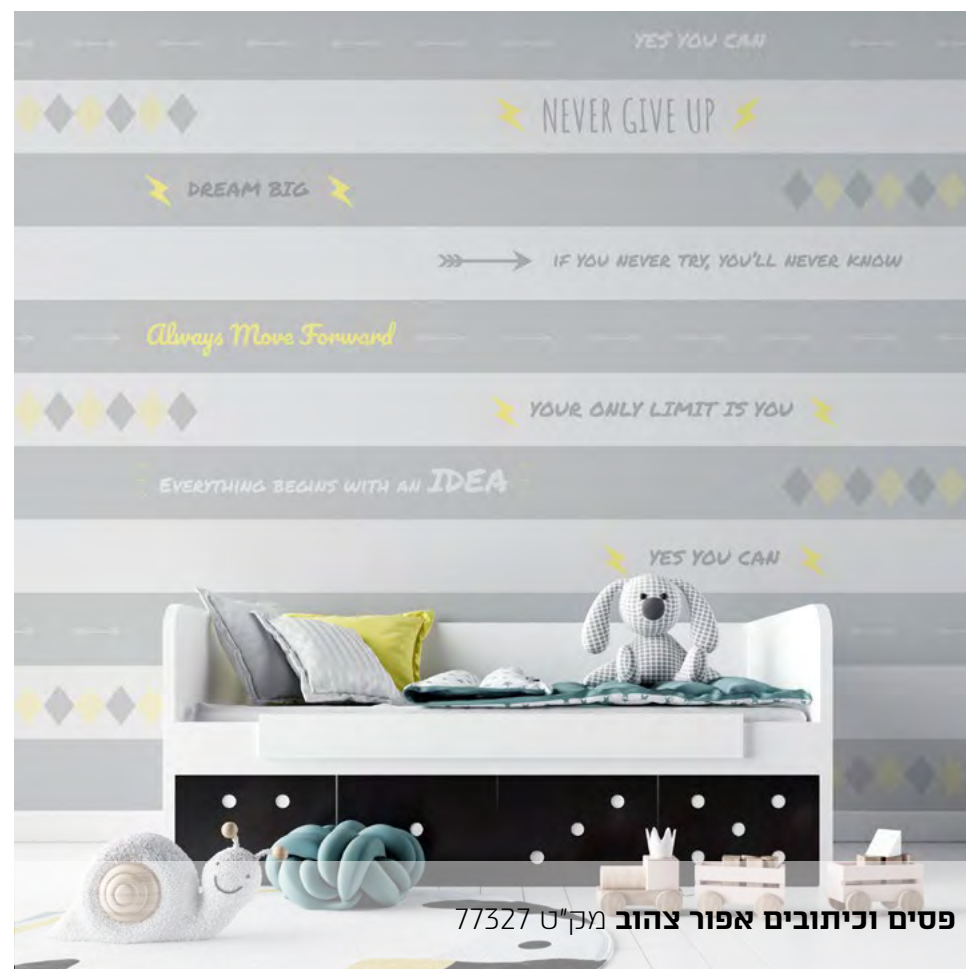 YES YOU CAN
NEVER GIVE UP
DREAM BIG
IF YOU NEVER TRY, YOU'LL NEVER KNOW
Always Move Forward
YOUR ONLY LIMIT IS YOU
EVERYTHING BEGINS WITH AN IDEA
YES YOU CAN
פסים וכיתובים אפור צהוב מק"ט 77327